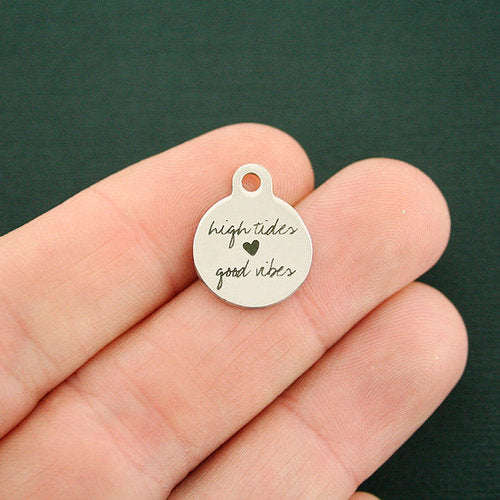 high tides
♥
good vibes